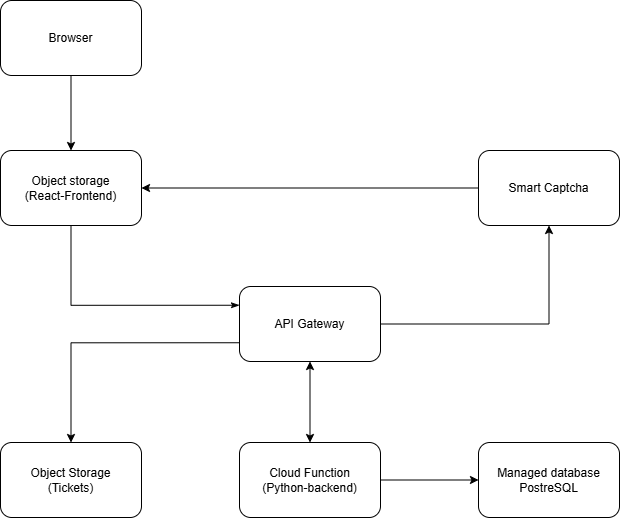 Browser
Object storage
(React-Frontend)
Smart Captcha
API Gateway
Object Storage
(Tickets)
Cloud Function
(Python-backend)
Managed database
PostreSQL